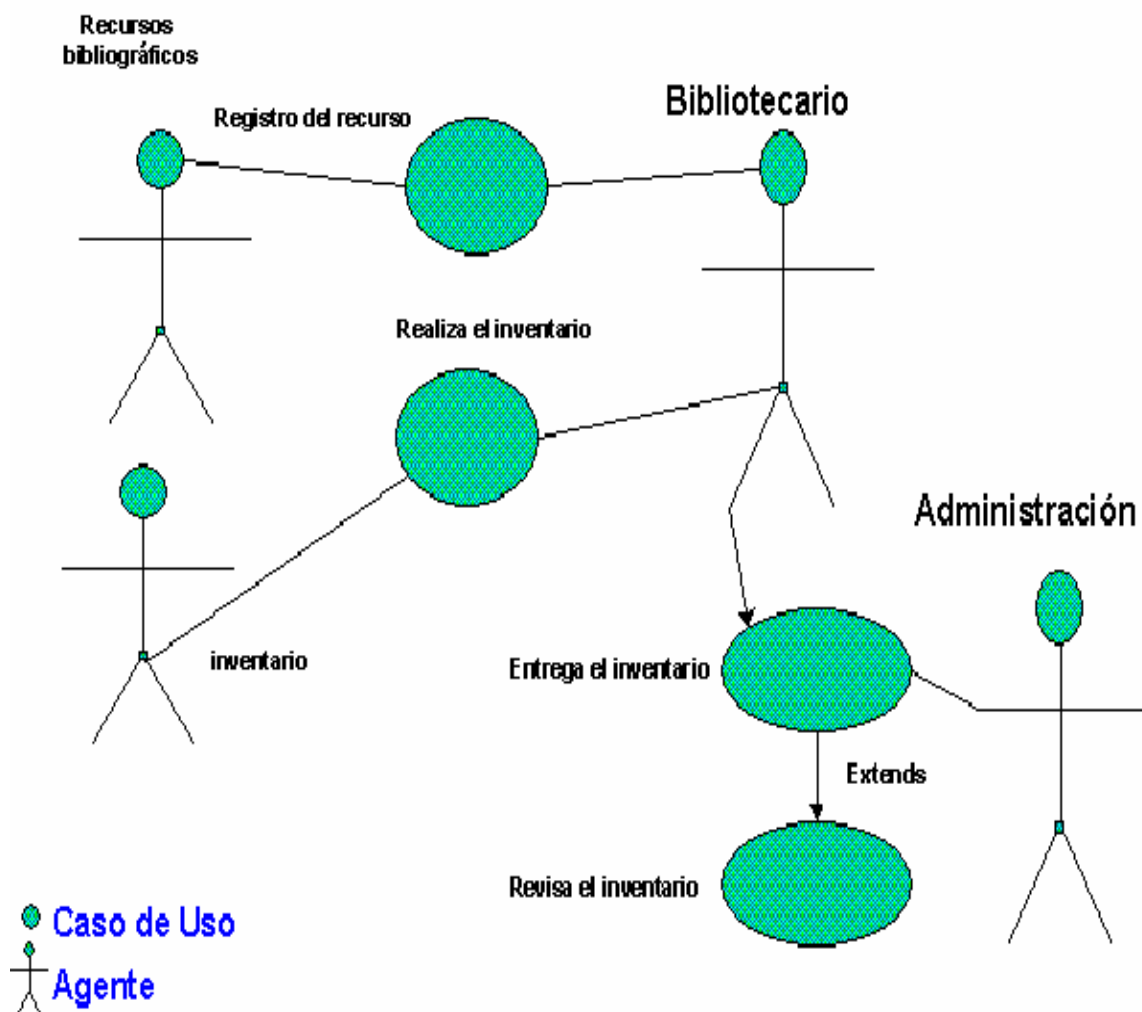 Recursos
bibliográficos
Registro del recurso
Bibliotecario
Realiza el inventario
Administración
inventario
Entrega el inventario
Extends
Revisa el inventario
Caso de Uso
Agente